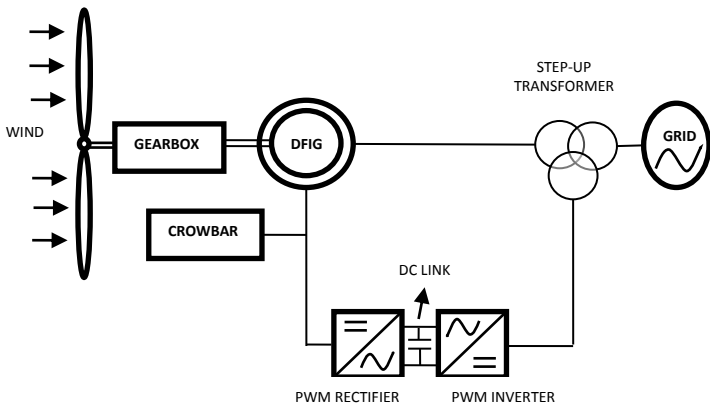 STEP-UP
TRANSFORMER
WIND
GEARBOX
DFIG
GRID
CROWBAR
DC LINK
PWM RECTIFIER
PWM INVERTER